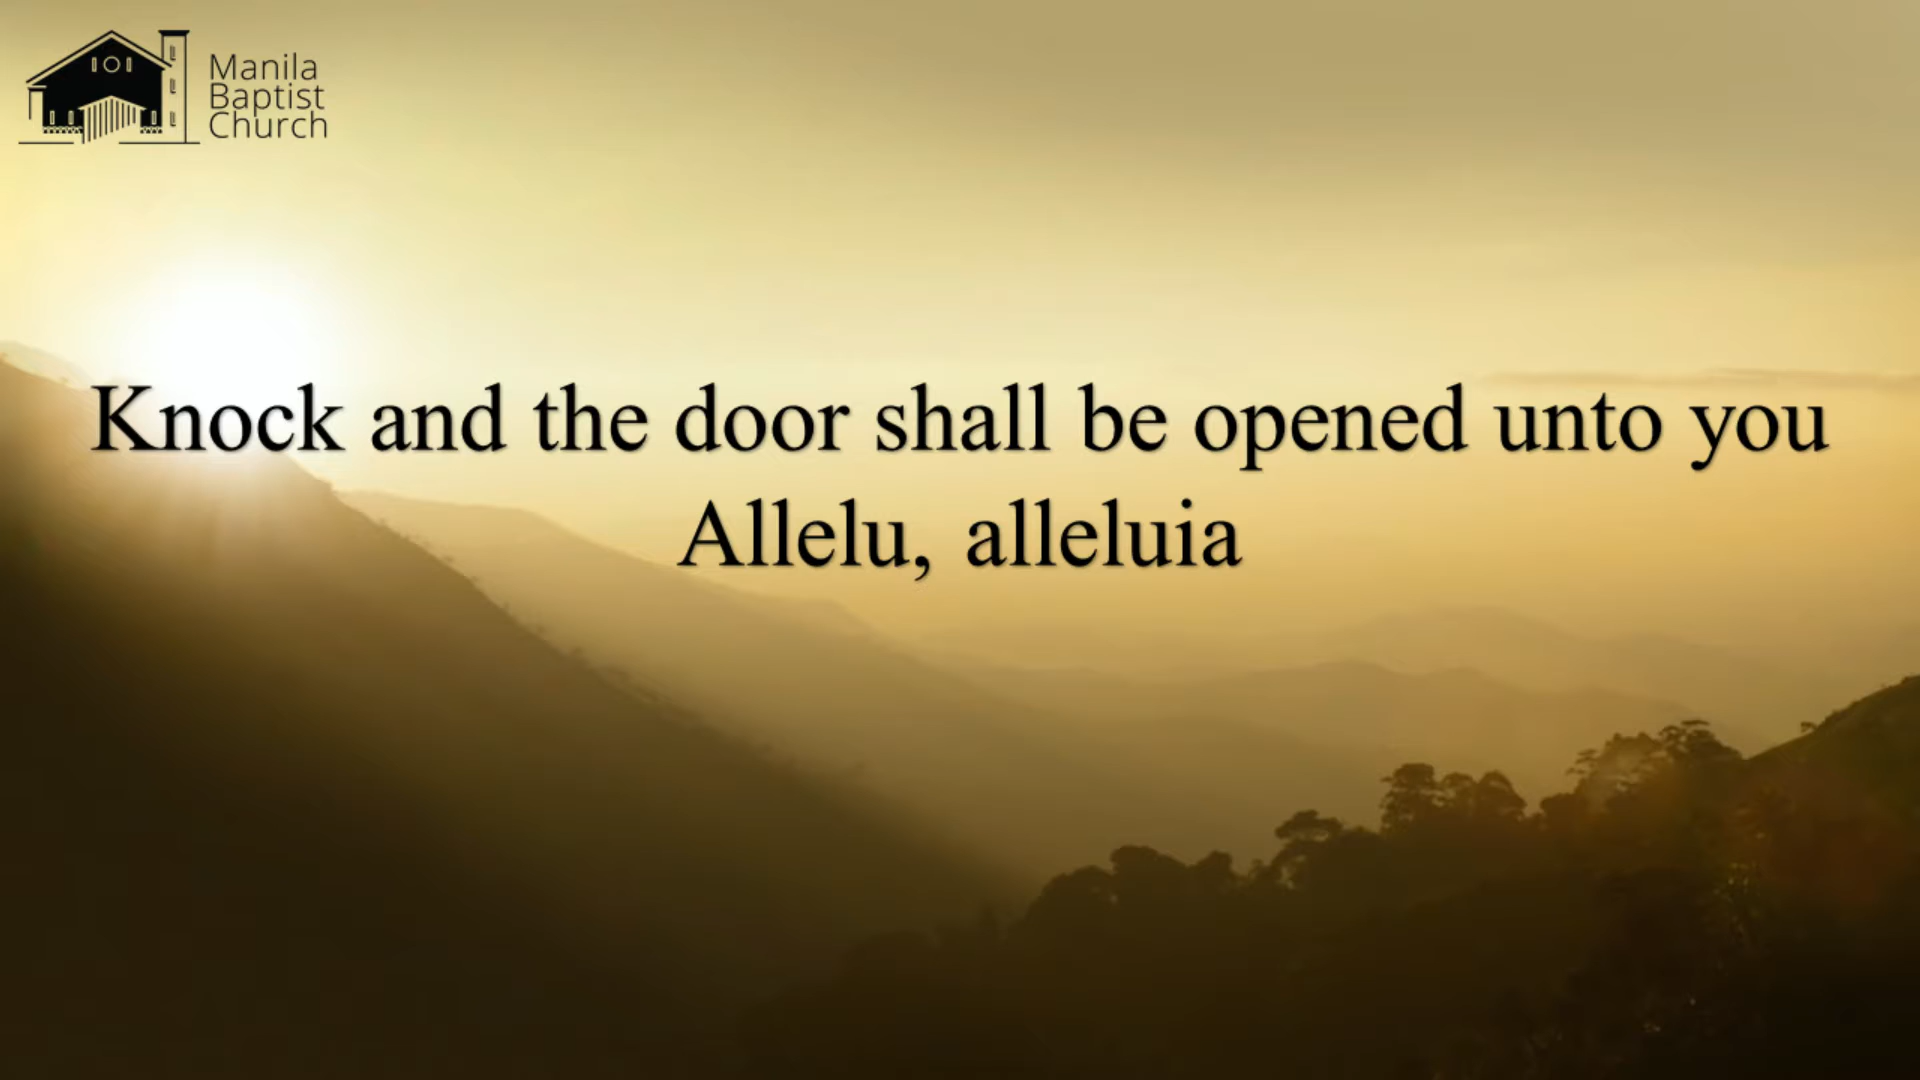 Manila
Baptist
Church
Knock and the door shall be opened unto you
Allelu, alleluia